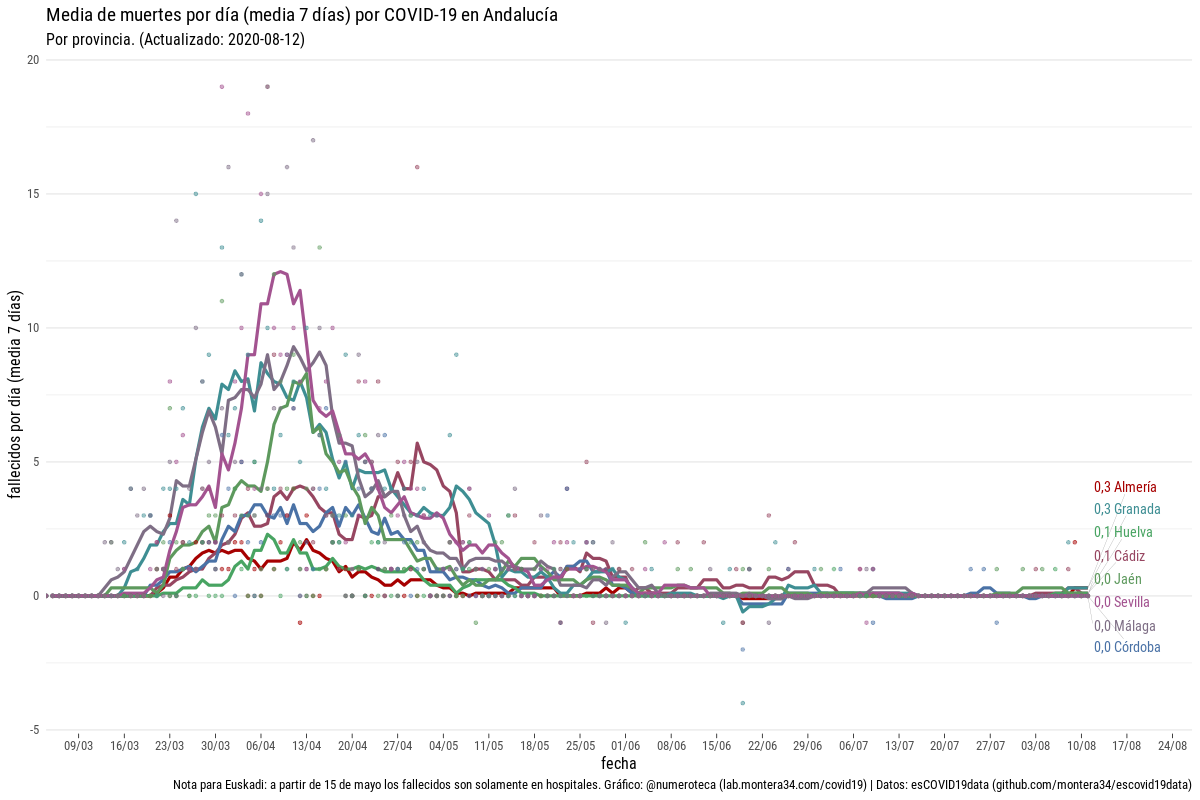 Media de muertes por día (media 7 días) por COVID-19 en Andalucía
Por provincia. (Actualizado: 2020-08-12)
fallecidos por día (media 7 días)
20
15
10
5
0
-5
0,3 Almería
0,3 Granada
0,1 Huelva
0,1 Cádiz
0,0 Jaén
0,0 Sevilla
0,0 Málaga
0,0 Córdoba
09/03 16/03 23/03 30/03 06/04 13/04 20/04 27/04 04/05 11/05 18/05 25/05 01/06 08/06 15/06 22/06 29/06 06/07 13/07 20/07 27/07 03/08 10/08 17/08 24/08
fecha
Nota para Euskadi: a partir de 15 de mayo los fallecidos son solamente en hospitales. Gráfico: @numeroteca (lab.montera34.com/covid19) | Datos: esCOVID19data (github.com/montera34/escovid19data)